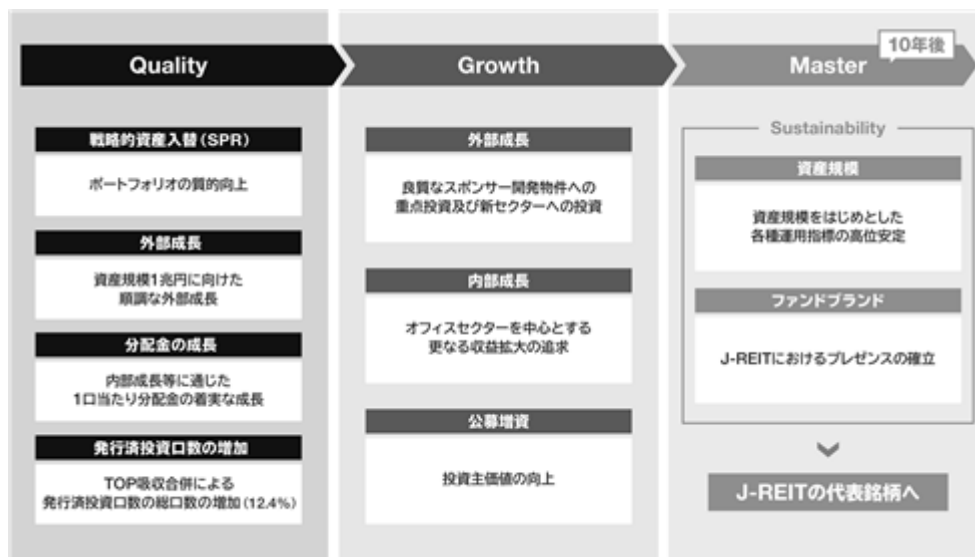 Quality
戦略的資産入替(SPR)
ポートフォリオの質的向上
外部成長
資産規模1兆円に向けた
順調な外部成長
分配金の成長
内部成長等に通じた
1口当たり分配金の着実な成長
発行済投資口数の増加
TOP吸収合併による
発行済投資口数の総口数の増加(12.4%)
Growth
外部成長
良質なスポンサー開発物件への
重点投資及び新セクターへの投資
内部成長
オフィスセクターを中心とする
更なる収益拡大の追求
公募増資
投資主価値の向上
10年後
Master
Sustainability
資産規模
資産規模をはじめとした
各種運用指標の高位安定
ファンドブランド
J-REITにおけるプレゼンスの確立
J-REITの代表銘柄へ